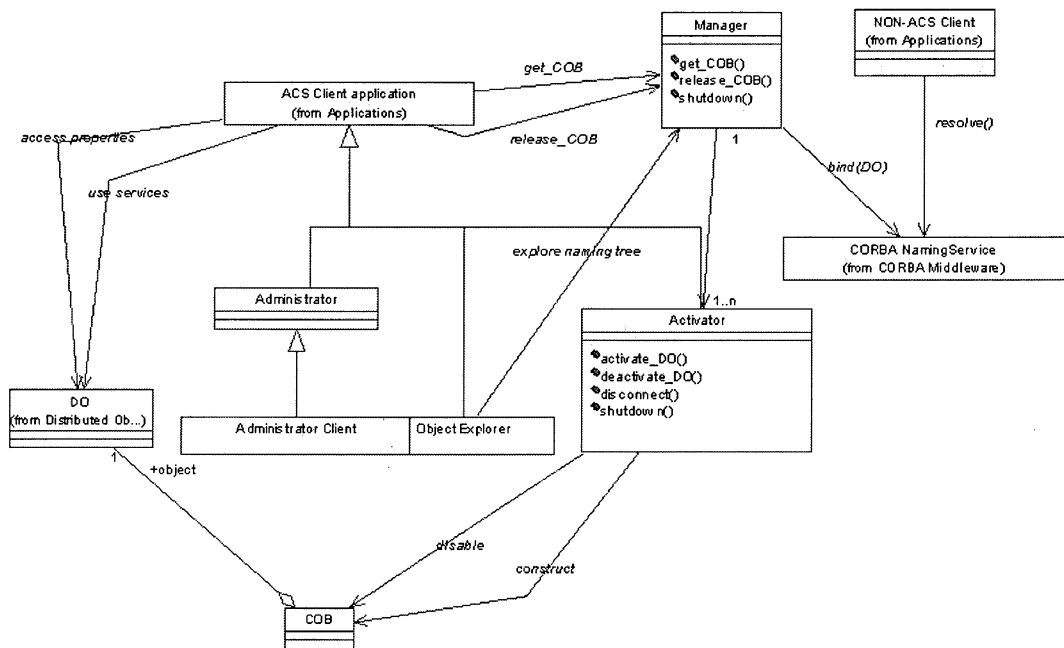 Manager
get_COB()
release_COB()
shutdown()
NON-ACS Client
(from Applications)
get_COB
ACS Client application
(from Applications)
access properties
release_COB
resolve()
1
bind(DO)
use services
explore naming tree
CORBA NamingService
(from CORBA Middleware)
Administrator
1..n
Activator
activate_DO()
deactivate_DO()
disconnect()
shutdown()
DO
(from Distributed Ob...)
Administrator Client
Object Explorer
1
+object
disable
construct
COB